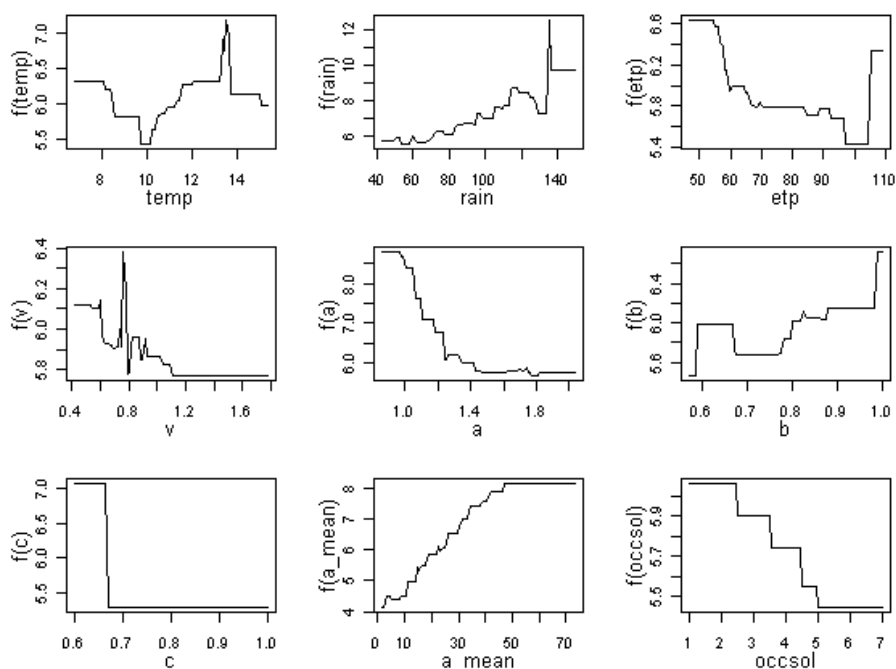 f(temp)
5.5 6.0 6.5 7.0
8 10 12 14
temp
f(rain)
6 8 10 12
40 60 80 100 140
rain
f(etp)
5.4 5.8 6.2 6.6
50 60 70 80 90 110
etp
f(v)
5.8 6.0 6.2 6.4
0.4 0.8 1.2 1.6
v
f(a)
6.0 7.0 8.0
1.0 1.4 1.8
a
f(b)
5.6 6.0 6.4
0.6 0.7 0.8 0.9 1.0
b
f(c)
5.5 6.0 6.5 7.0
0.6 0.7 0.8 0.9 1.0
c
f(a_mean)
4 5 6 7 8
0 10 30 50 70
a_mean
f(occsol)
5.5 5.7 5.9
1 2 3 4 5 6 7
occsol